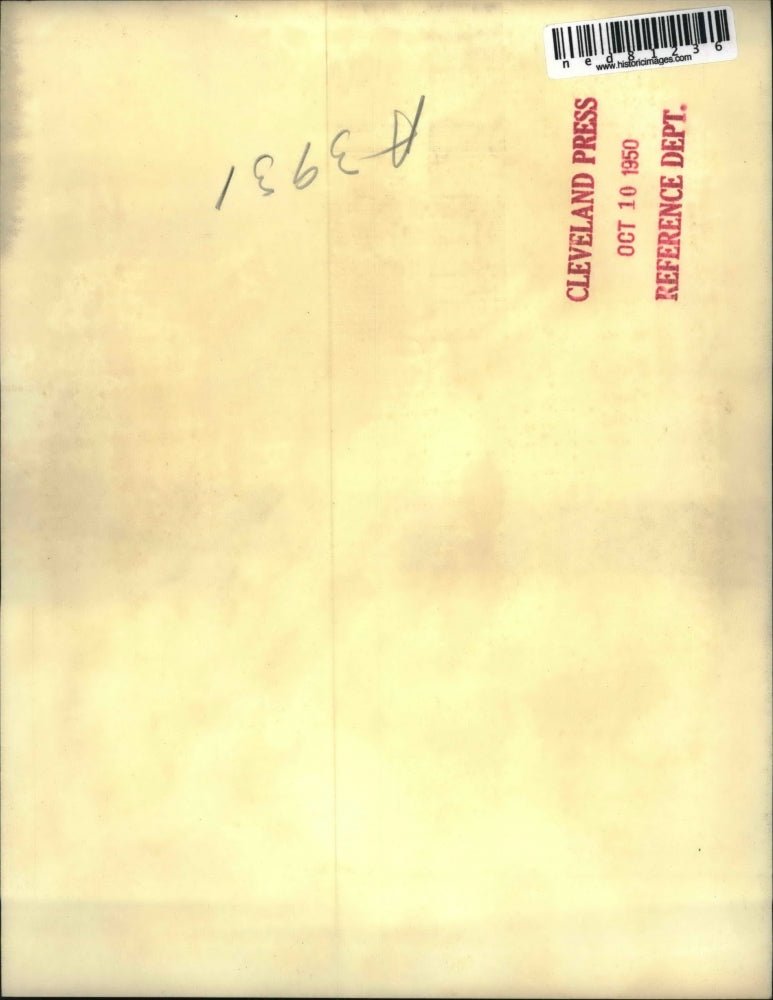 ned81236
www.historicimages.com
CLEVELAND PRESS
OCT 10 1950
REFERENCE DEPT.
A3931